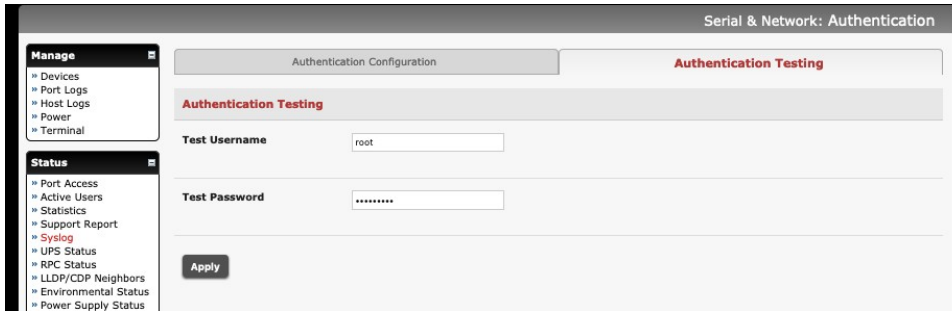 Serial & Network: Authentication
Manage
» Devices
» Port Logs
» Host Logs
» Power
» Terminal
Status
» Port Access
» Active Users
» Statistics
» Support Report
» Syslog
» UPS Status
» RPC Status
» LLDP/CDP Neighbors
» Environmental Status
» Power Supply Status
Authentication Configuration
Authentication Testing
Authentication Testing
Test Username
root
Test Password
•••••••••
Apply